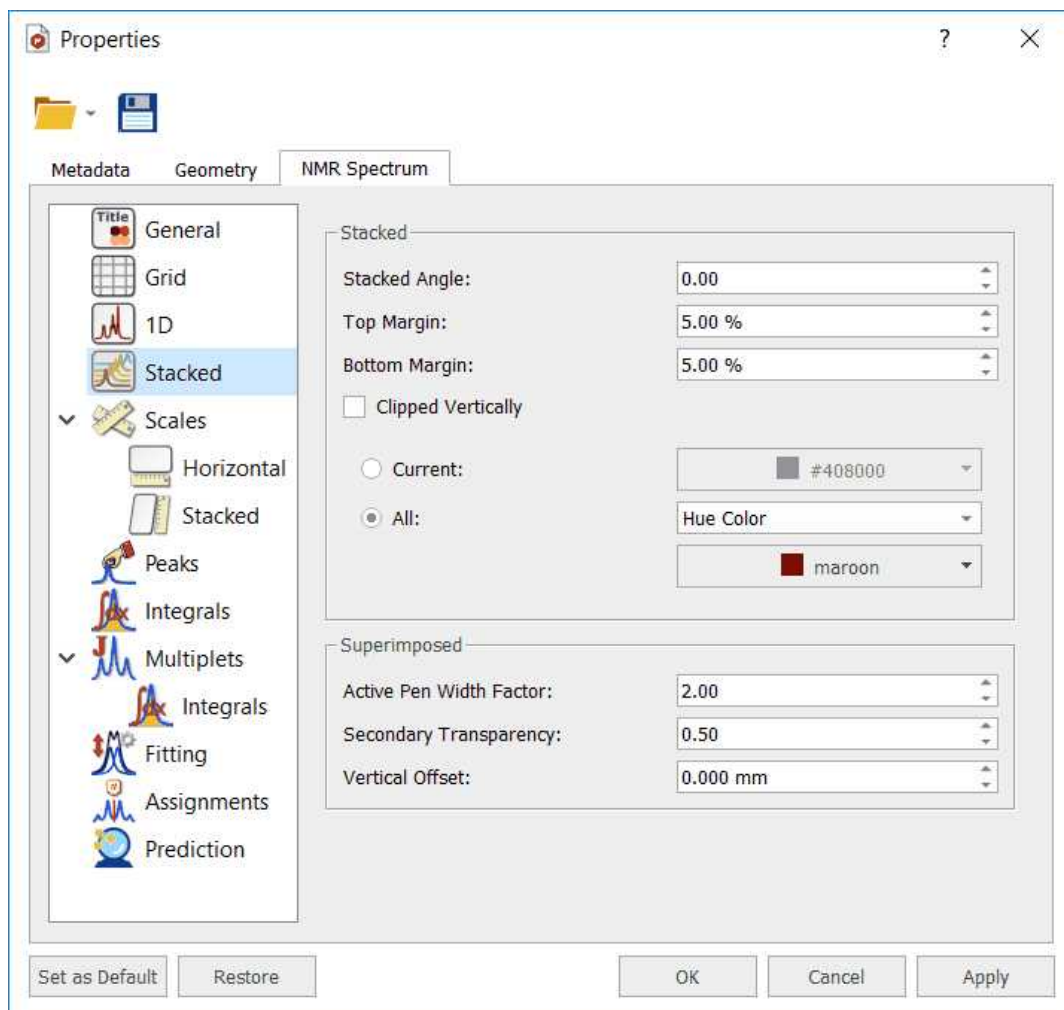 Properties
?
Metadata
Geometry
NMR Spectrum
Title
General
Grid
1D
Stacked
Scales
Horizontal
Stacked
Peaks
Integrals
Multiplets
Integrals
Fitting
Assignments
Prediction
Stacked
Stacked Angle: 0.00
Top Margin: 5.00 %
Bottom Margin: 5.00 %
Clipped Vertically
Current: #408000
All: Hue Color
maroon
Superimposed
Active Pen Width Factor: 2.00
Secondary Transparency: 0.50
Vertical Offset: 0.000 mm
Set as Default
Restore
OK
Cancel
Apply